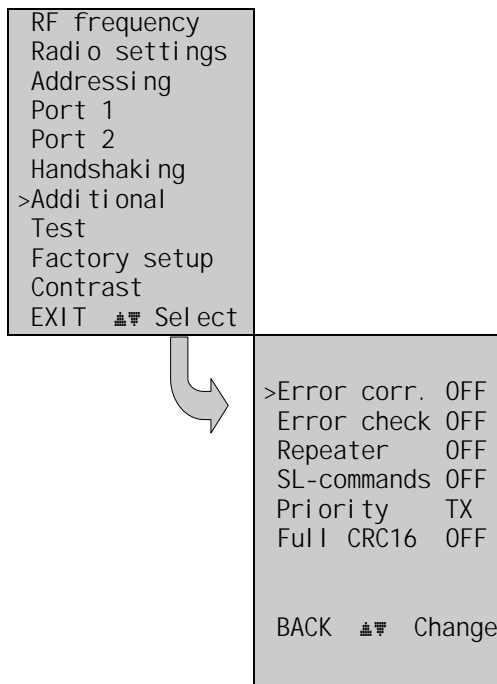 RF frequency
Radio settings
Addressing
Port 1
Port 2
Handshaking
>Additional
Test
Factory setup
Contrast
EXIT ▲▼ Select
>Error corr. OFF
Error check OFF
Repeater OFF
SL-commands OFF
Priority TX
Full CRC16 OFF
BACK ▲▼ Change